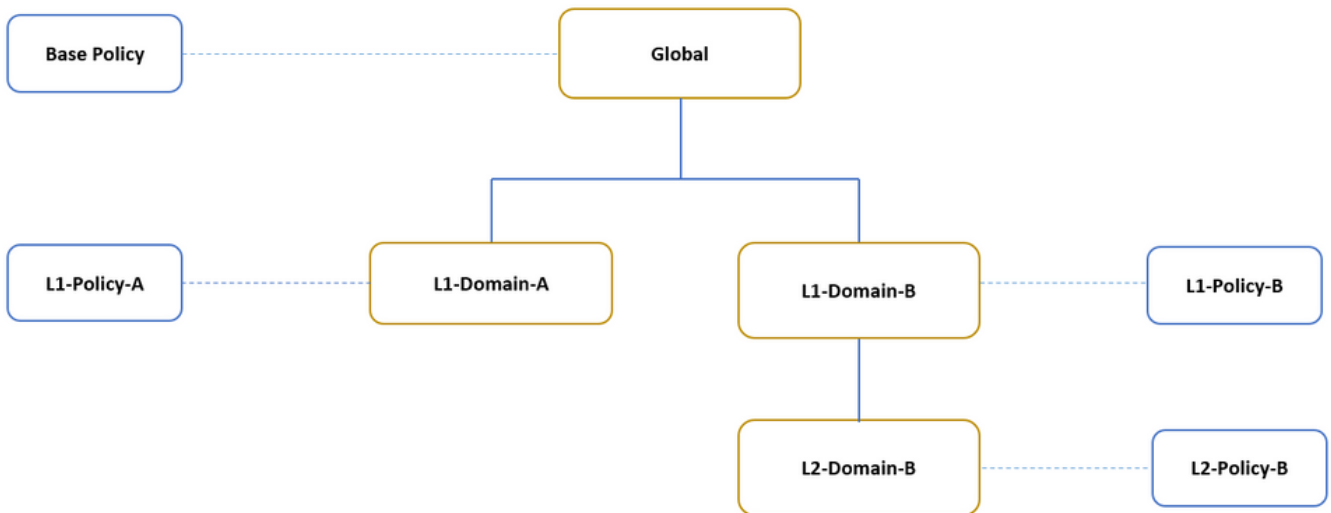 Base Policy
Global
L1-Policy-A
L1-Domain-A
L1-Domain-B
L1-Policy-B
L2-Domain-B
L2-Policy-B